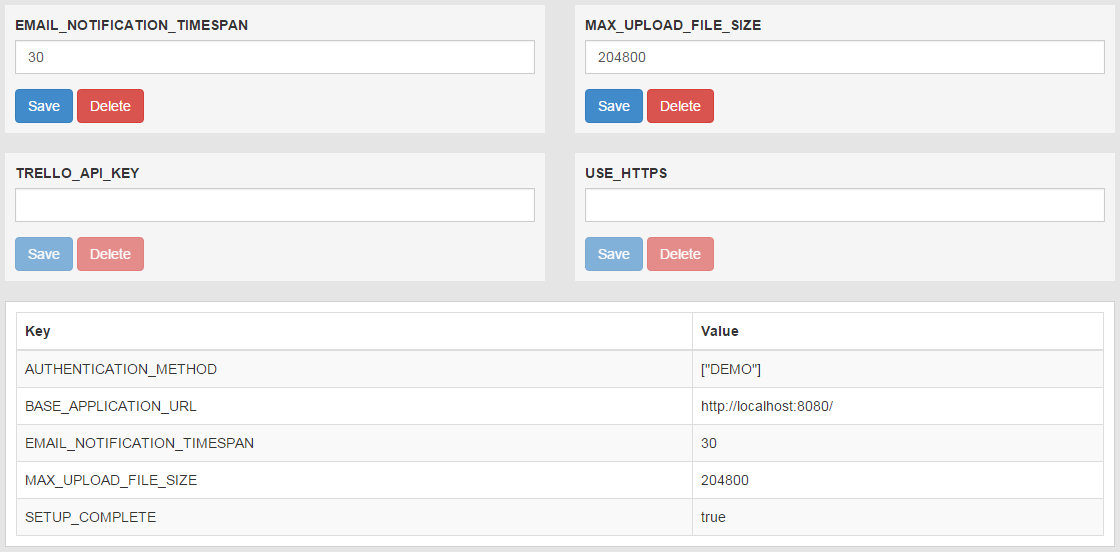 EMAIL_NOTIFICATION_TIMESPAN
30
Save Delete
MAX_UPLOAD_FILE_SIZE
204800
Save Delete
TRELLO_API_KEY
Save Delete
USE_HTTPS
Save Delete
Key Value
AUTHENTICATION_METHOD ["DEMO"]
BASE_APPLICATION_URL http://localhost:8080/
EMAIL_NOTIFICATION_TIMESPAN 30
MAX_UPLOAD_FILE_SIZE 204800
SETUP_COMPLETE true